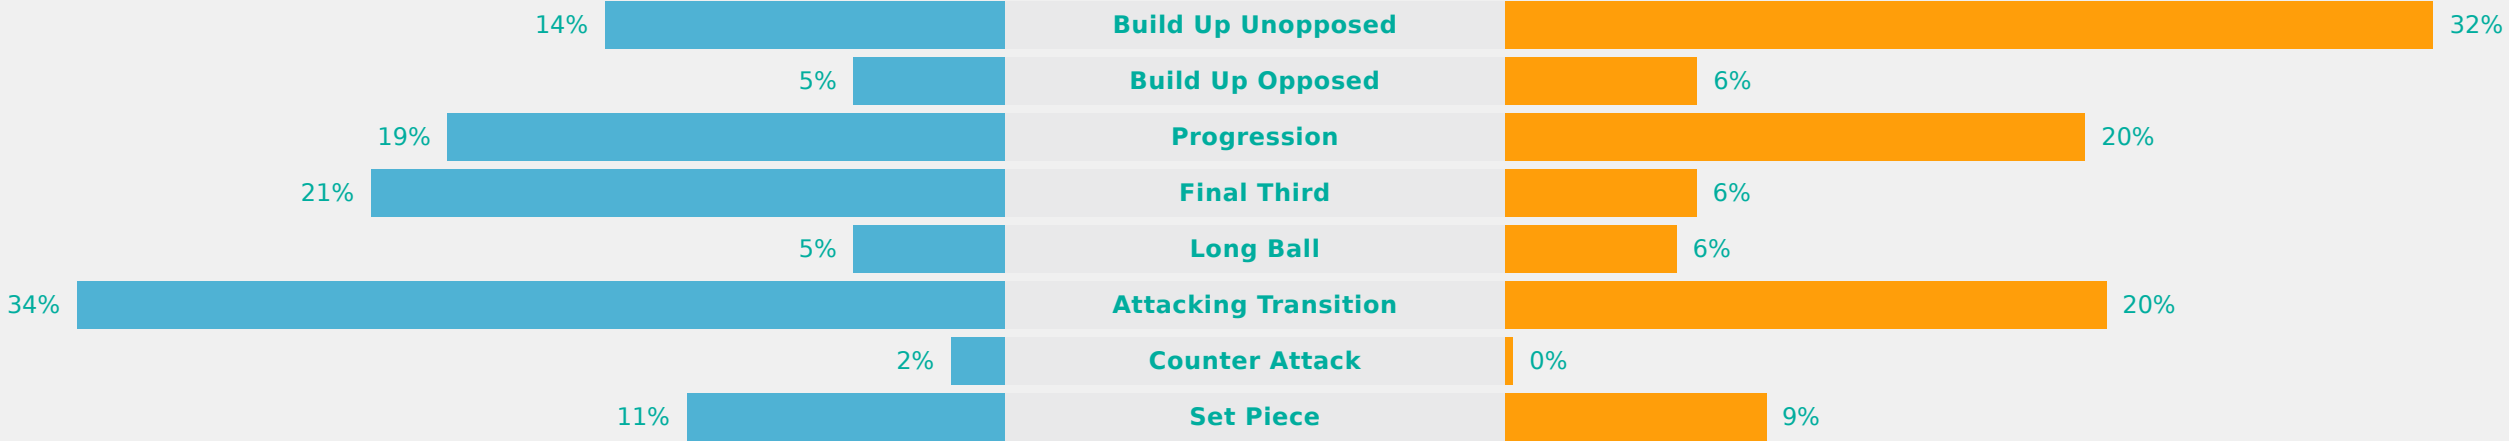 14% Build Up Unopposed 32%
5% Build Up Opposed 6%
19% Progression 20%
21% Final Third 6%
5% Long Ball 6%
34% Attacking Transition 20%
2% Counter Attack 0%
11% Set Piece 9%